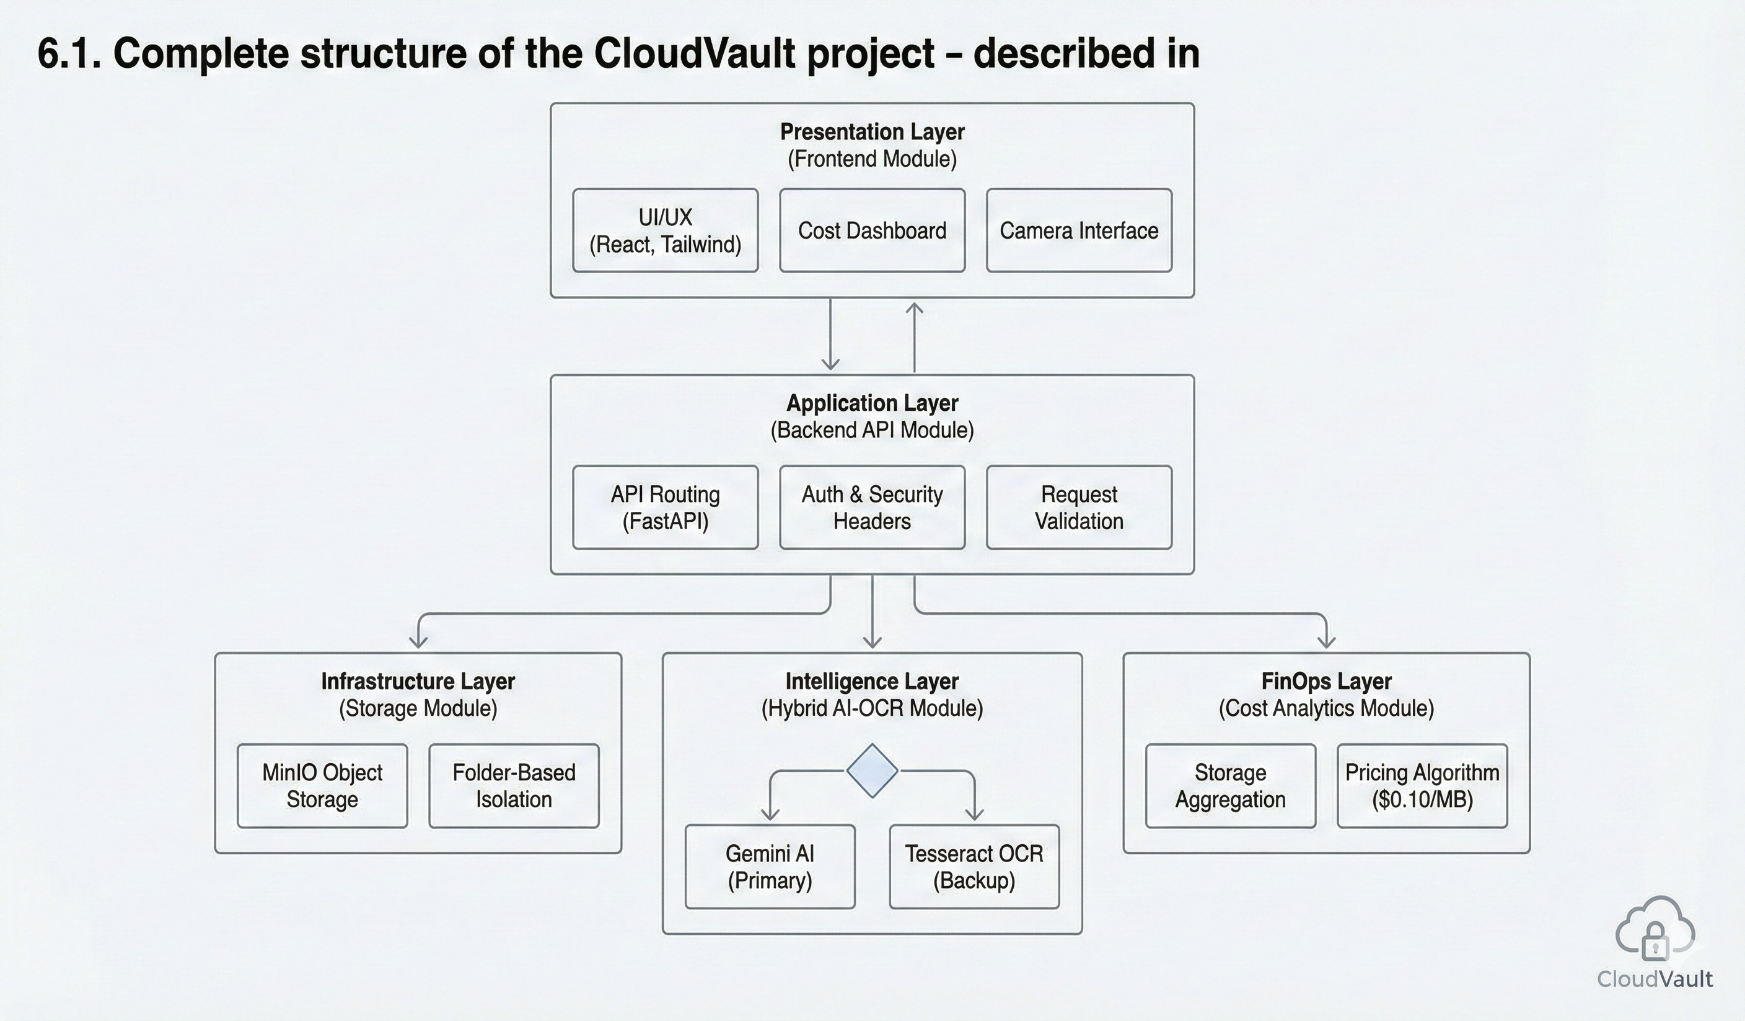 6.1. Complete structure of the CloudVault project – described in
Presentation Layer
(Frontend Module)
UI/UX
(React, Tailwind)
Cost Dashboard
Camera Interface
Application Layer
(Backend API Module)
API Routing
(FastAPI)
Auth & Security
Headers
Request
Validation
Infrastructure Layer
(Storage Module)
MinIO Object
Storage
Folder-Based
Isolation
Intelligence Layer
(Hybrid AI-OCR Module)
Gemini AI
(Primary)
Tesseract OCR
(Backup)
FinOps Layer
(Cost Analytics Module)
Storage
Aggregation
Pricing Algorithm
($0.10/MB)
CloudVault